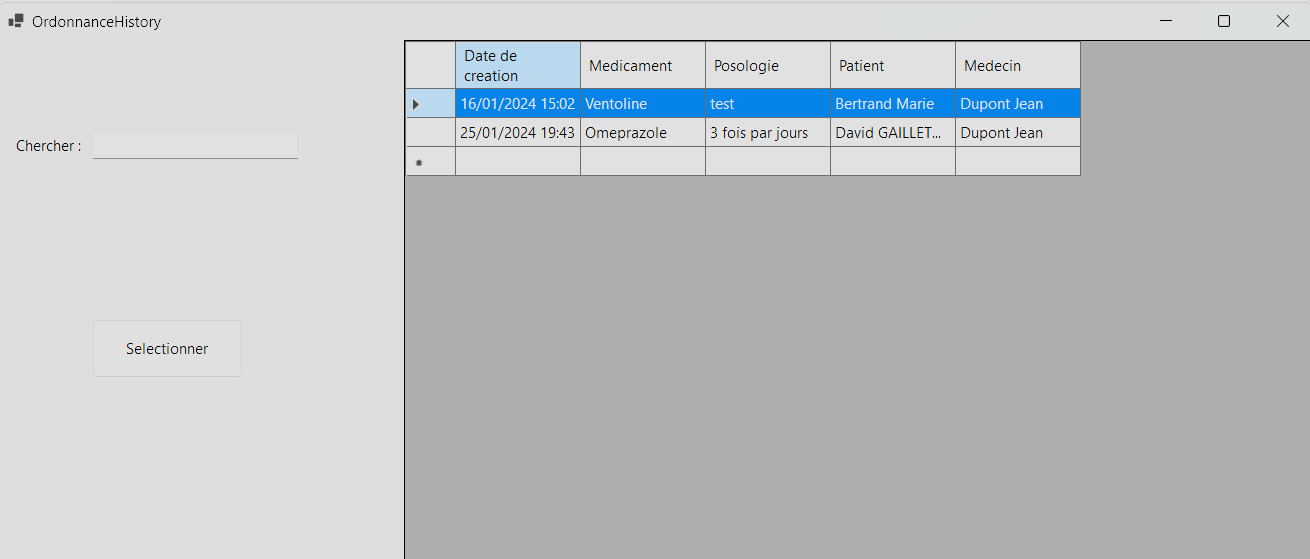 OrdonnanceHistory
Chercher :
Selectionner
Date de creation Medicament Posologie Patient Medecin
16/01/2024 15:02 Ventoline test Bertrand Marie Dupont Jean
25/01/2024 19:43 Omeprazole 3 fois par jours David GAILLET... Dupont Jean